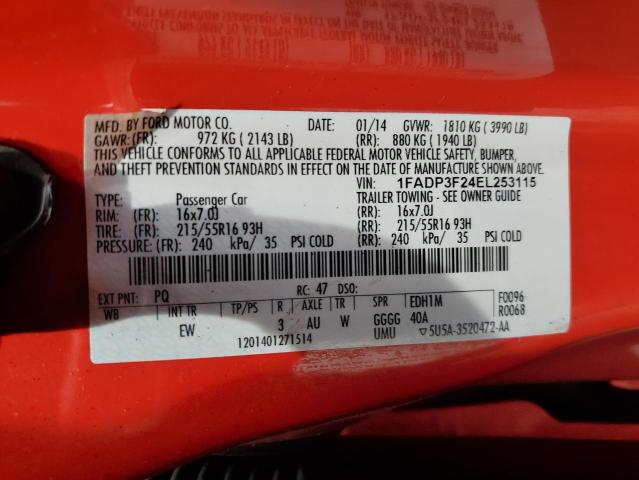 MFD. BY FORD MOTOR CO. DATE: 01/14 GVWR: 1810 KG ( 3990 LB)
GAWR: (FR): 972 KG ( 2143 LB) (RR): 880 KG ( 1940 LB)
THIS VEHICLE CONFORMS TO ALL APPLICABLE FEDERAL MOTOR VEHICLE SAFETY, BUMPER,
AND THEFT PREVENTION STANDARDS IN EFFECT ON THE DATE OF MANUFACTURE SHOWN ABOVE.
VIN: 1FADP3F24EL253115
TYPE: Passenger Car TRAILER TOWING - SEE OWNER GUIDE
RIM: (FR): 16x7.0J (RR): 16x7.0J
TIRE: (FR): 215/55R16 93H (RR): 215/55R16 93H
PRESSURE: (FR): 240 kPa/ 35 PSI COLD (RR): 240 kPa/ 35 PSI COLD
EXT PNT: PQ RC: 47 DSO:
WB INT TR TP/PS R AXLE TR SPR EDH1M F0096
EW 3 AU W GGGG 40A R0068
1201401271514 UMU ▽5U5A-3520472-AA